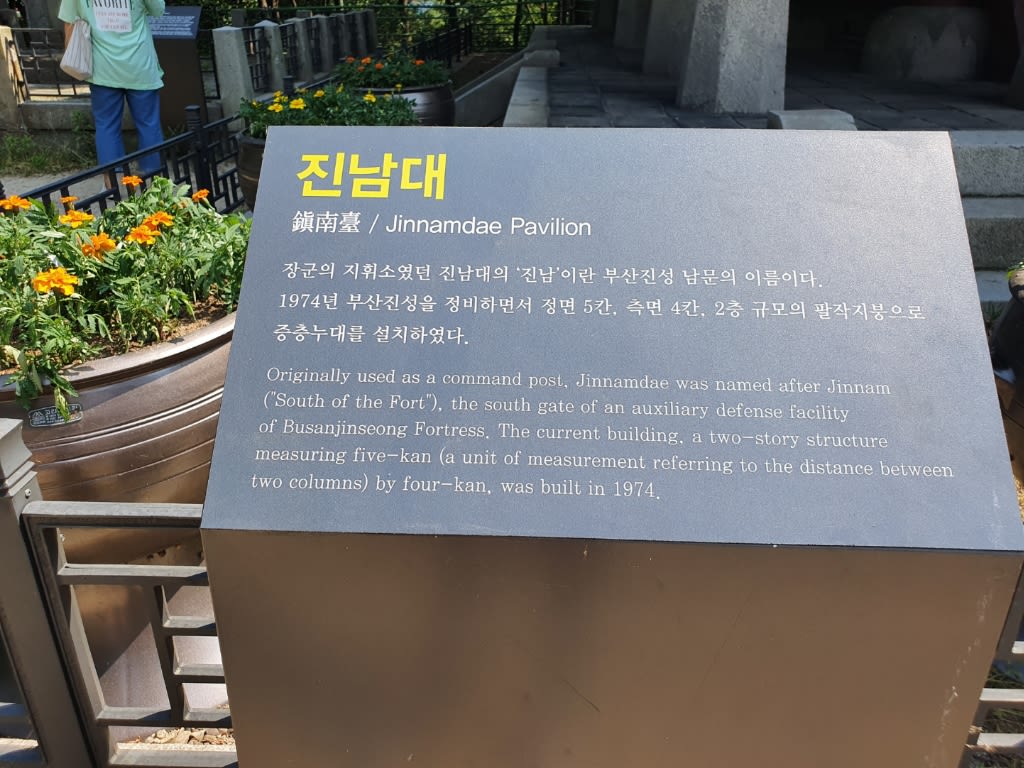 진남대
鎭南臺 / Jinnamdae Pavilion
장군의 지휘소였던 진남대의 '진남'이란 부산진성 남문의 이름이다.
1974년 부산진성을 정비하면서 정면 5칸, 측면 4칸, 2층 규모의 팔작지붕으로
중층누대를 설치하였다.
Originally used as a command post, Jinnamdae was named after Jinnam
("South of the Fort"), the south gate of an auxiliary defense facility
of Busanjinseong Fortress. The current building, a two-story structure
measuring five-kan (a unit of measurement referring to the distance between
two columns) by four-kan, was built in 1974.